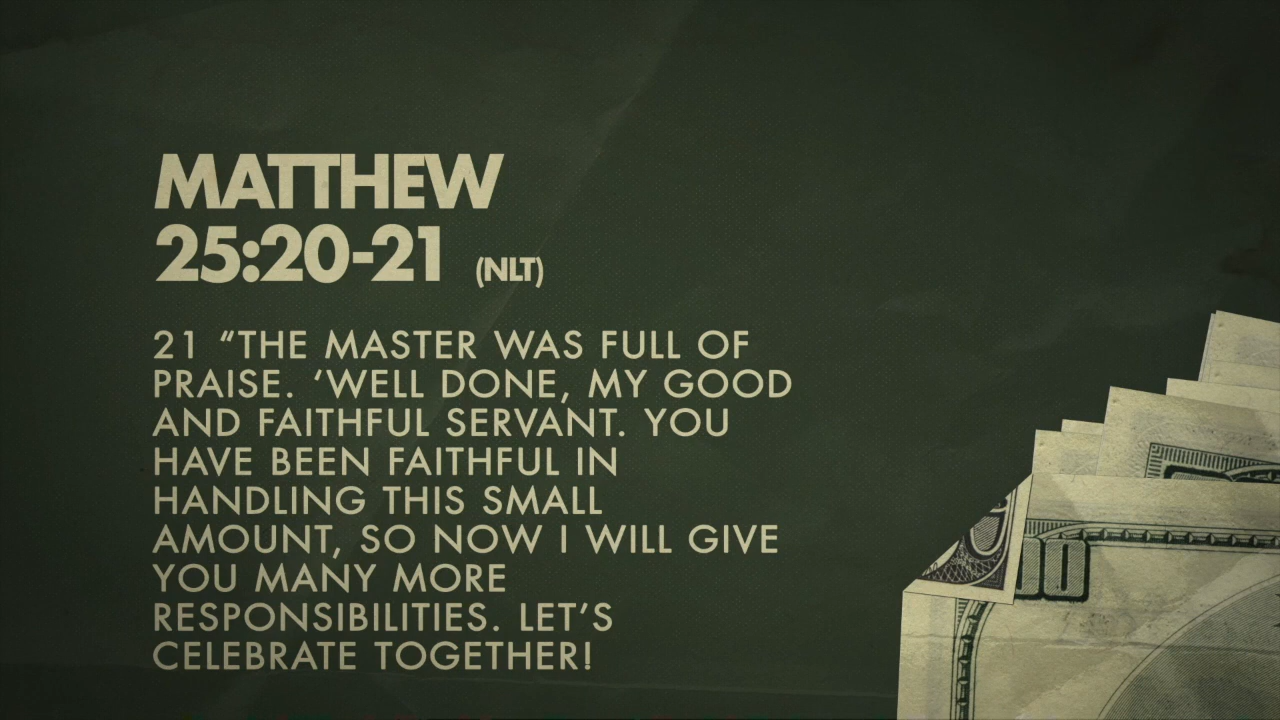 MATTHEW
25:20-21 (NLT)
21 “THE MASTER WAS FULL OF
PRAISE. ‘WELL DONE, MY GOOD
AND FAITHFUL SERVANT. YOU
HAVE BEEN FAITHFUL IN
HANDLING THIS SMALL
AMOUNT, SO NOW I WILL GIVE
YOU MANY MORE
RESPONSIBILITIES. LET’S
CELEBRATE TOGETHER!